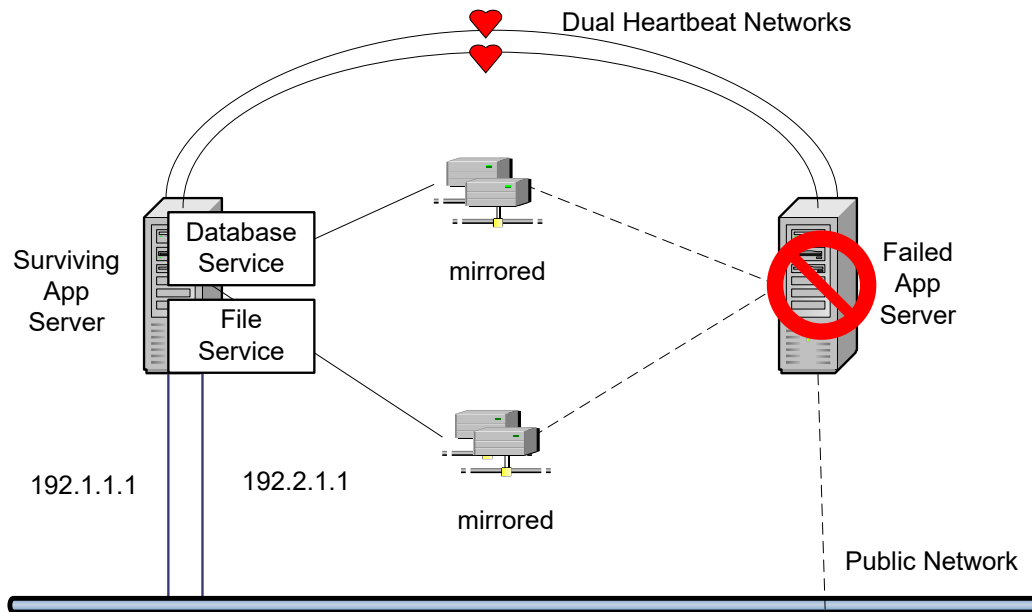 Dual Heartbeat Networks
Database
Service
mirrored
Surviving
App
Server
Failed
App
Server
File
Service
192.1.1.1
192.2.1.1
mirrored
Public Network